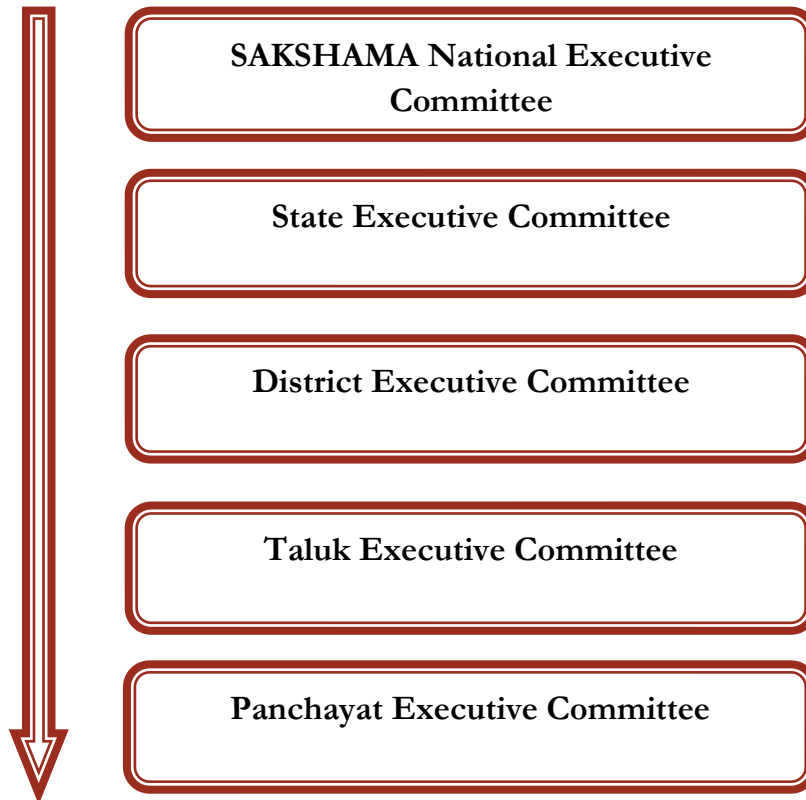 SAKSHAMA National Executive
Committee
State Executive Committee
District Executive Committee
Taluk Executive Committee
Panchayat Executive Committee